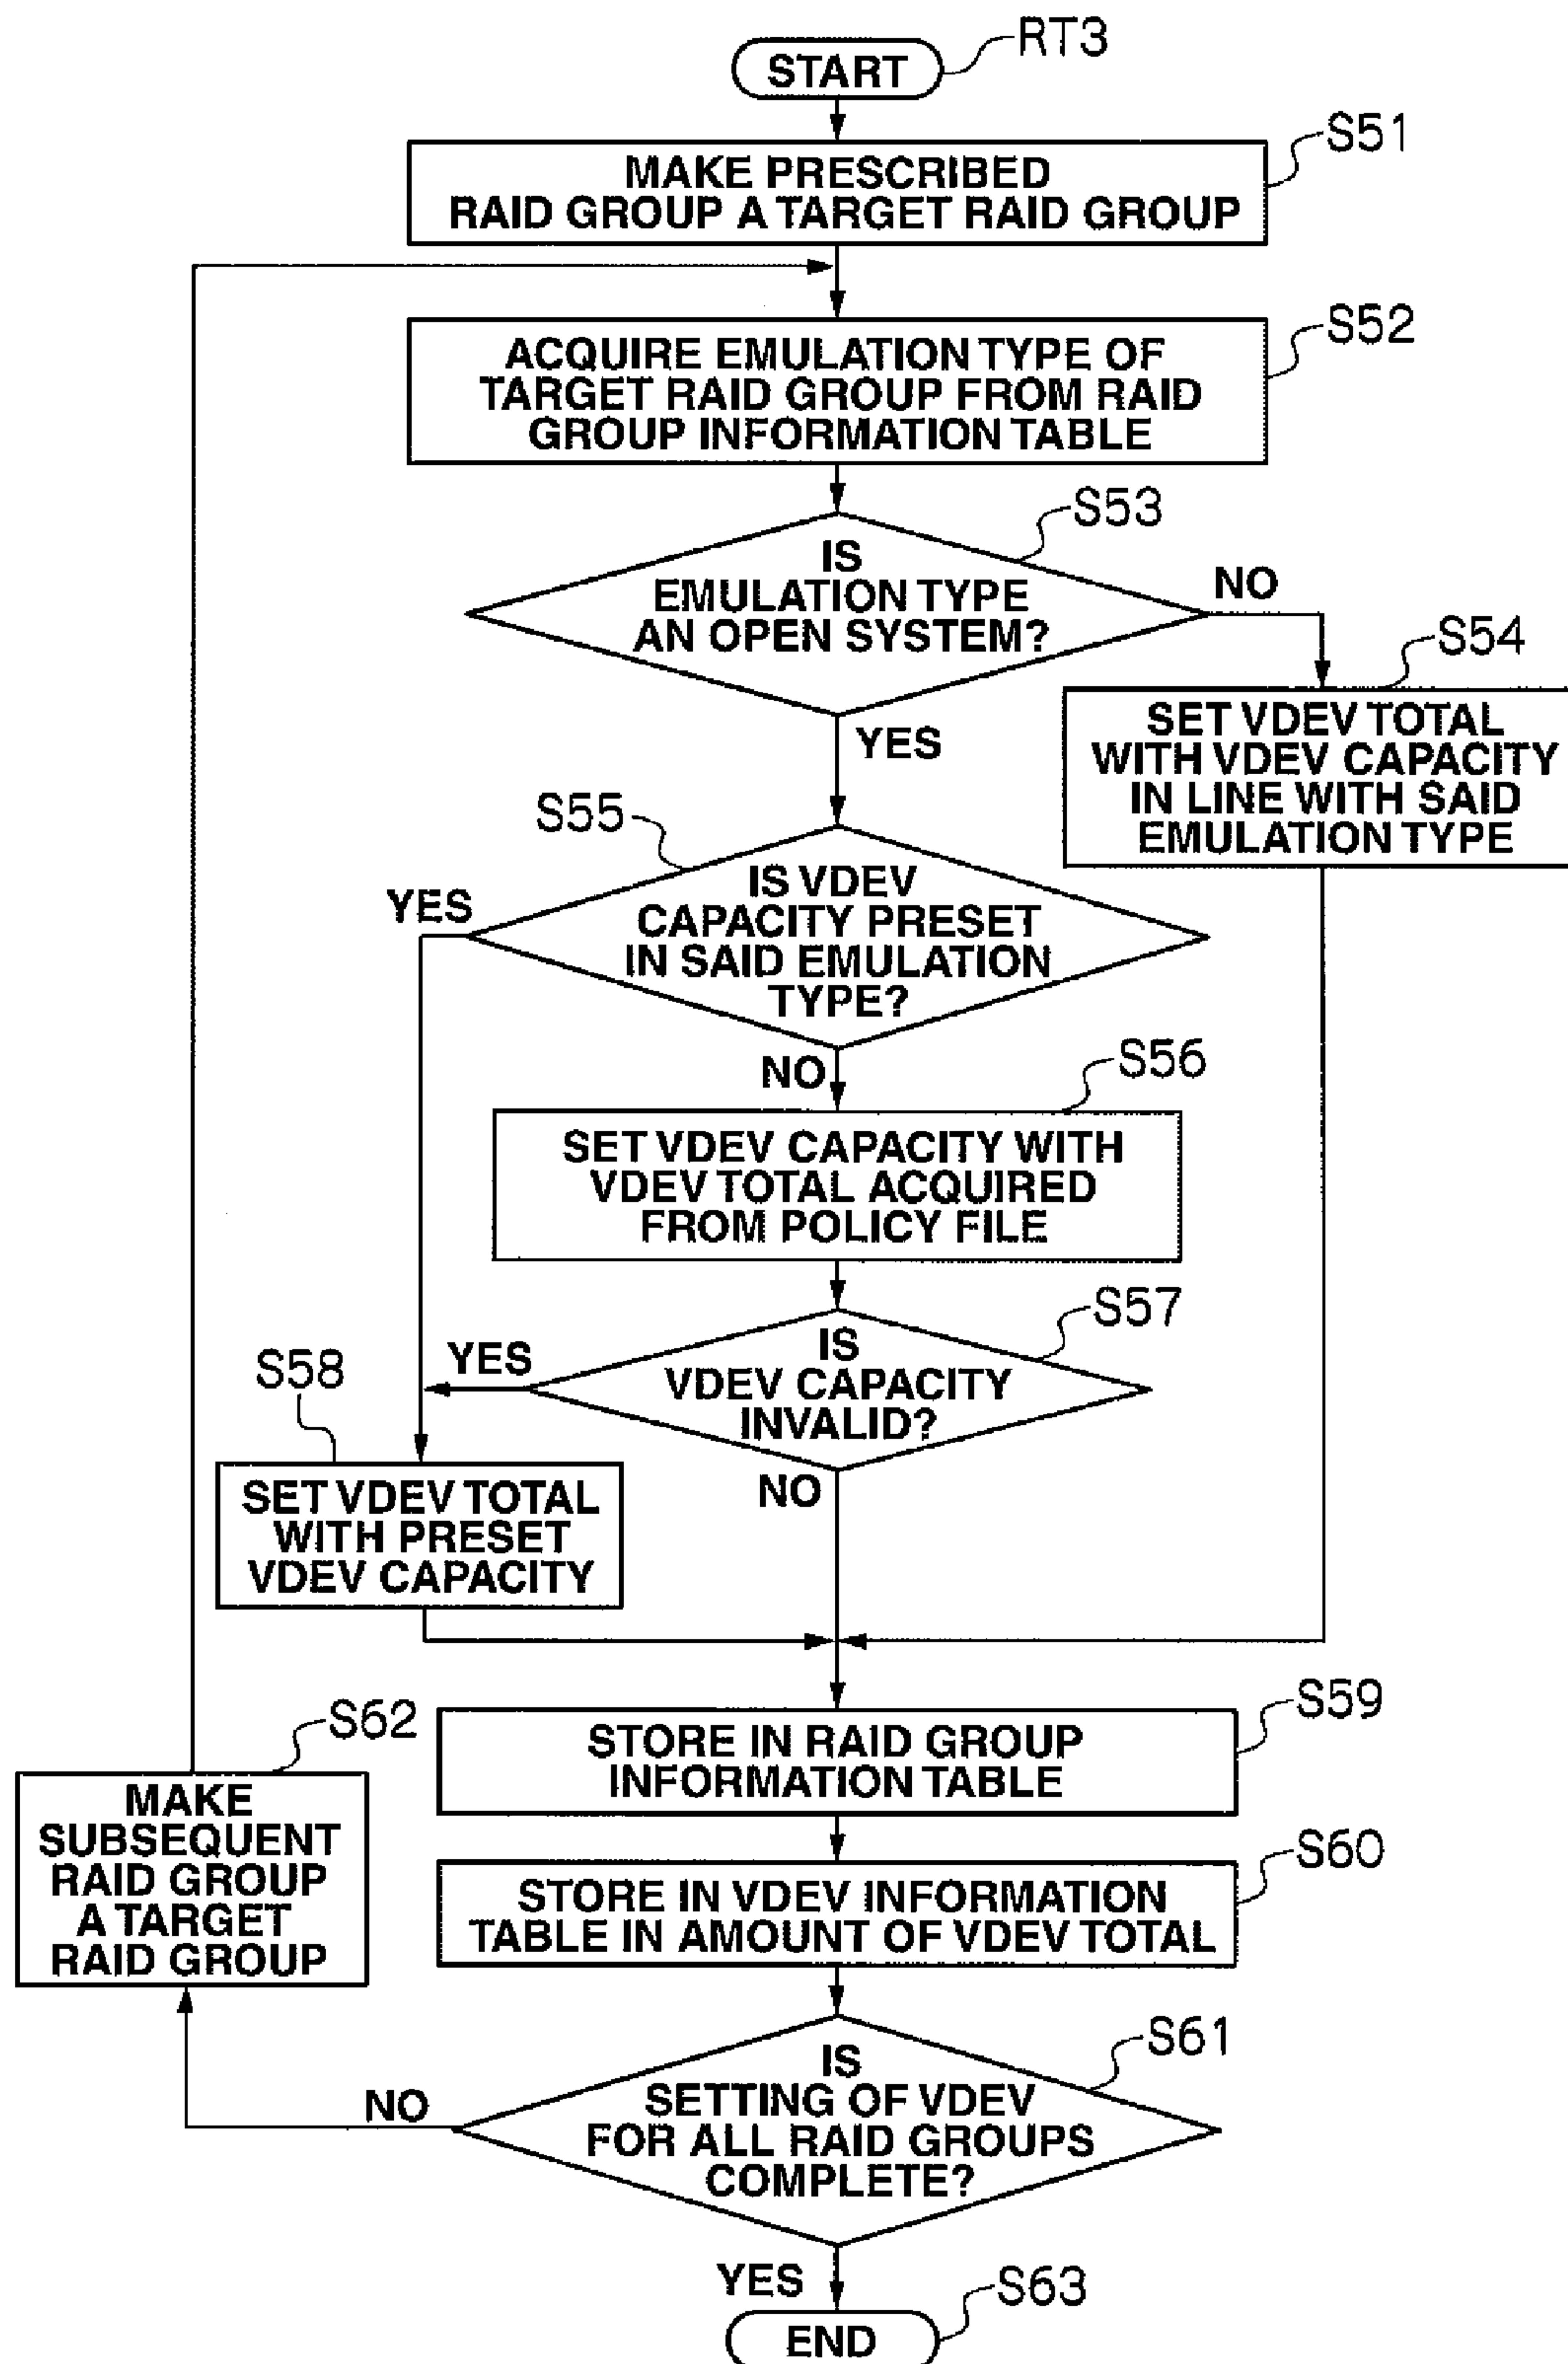 RT3
START
S51
MAKE PRESCRIBED
RAID GROUP A TARGET RAID GROUP
S52
ACQUIRE EMULATION TYPE OF
TARGET RAID GROUP FROM RAID
GROUP INFORMATION TABLE
S53
IS
EMULATION TYPE
AN OPEN SYSTEM?
NO
S54
SET VDEV TOTAL
WITH VDEV CAPACITY
IN LINE WITH SAID
EMULATION TYPE
YES
S55
IS VDEV
CAPACITY PRESET
IN SAID EMULATION
TYPE?
YES
NO
S56
SET VDEV CAPACITY WITH
VDEV TOTAL ACQUIRED
FROM POLICY FILE
S57
IS
VDEV CAPACITY
INVALID?
YES
NO
S58
SET VDEV TOTAL
WITH PRESET
VDEV CAPACITY
S59
STORE IN RAID GROUP
INFORMATION TABLE
S62
MAKE
SUBSEQUENT
RAID GROUP
A TARGET
RAID GROUP
S60
STORE IN VDEV INFORMATION
TABLE IN AMOUNT OF VDEV TOTAL
S61
IS
SETTING OF VDEV
FOR ALL RAID GROUPS
COMPLETE?
NO
YES
S63
END